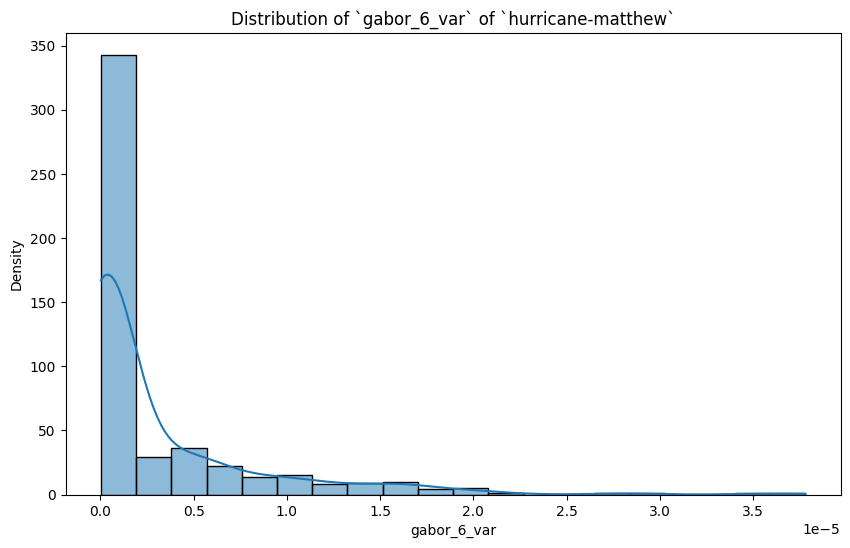 Distribution of `gabor_6_var` of `hurricane-matthew`
350
300
250
200
150
100
50
0
Density
0.0 0.5 1.0 1.5 2.0 2.5 3.0 3.5
1e−5
gabor_6_var